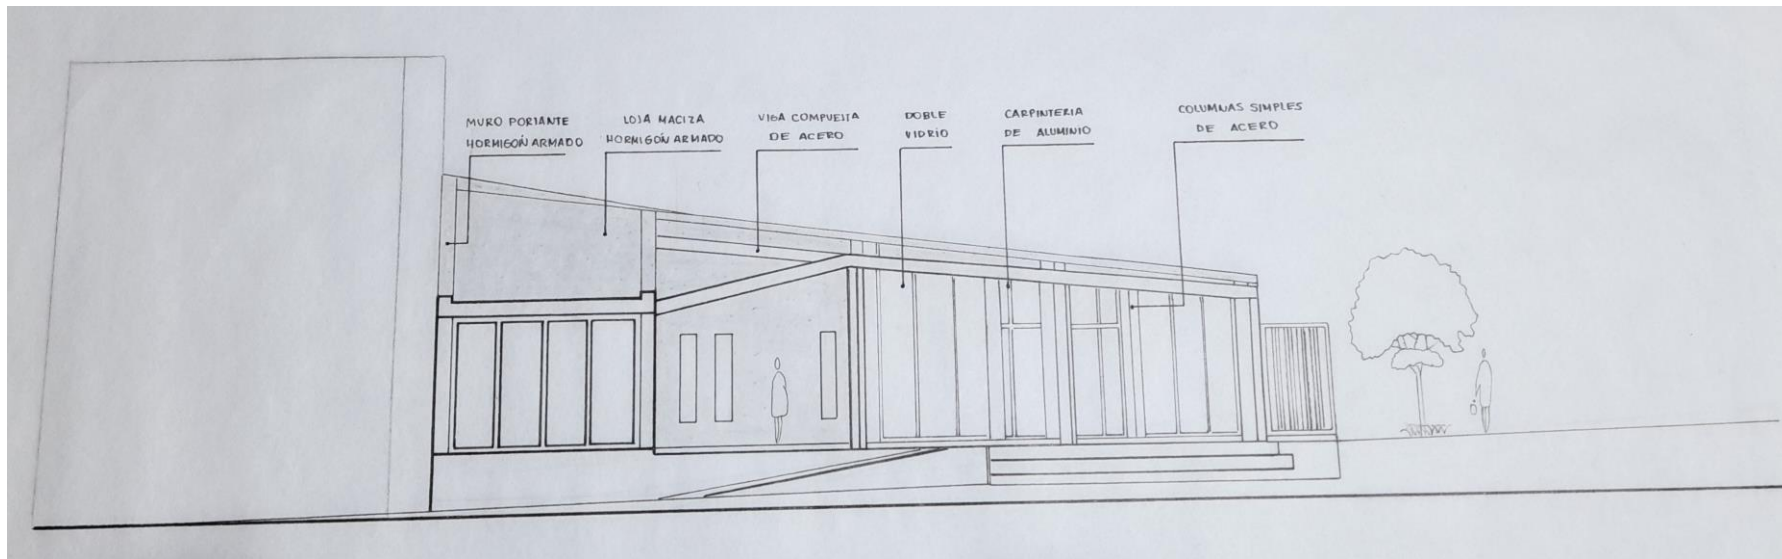 MURO PORTANTE
HORMIGÓN ARMADO
LOJA MACIZA
HORMIGÓN ARMADO
VIGA COMPUESTA
DE ACERO
DOBLE
VIDRIO
CARPINTERIA
DE ALUMINIO
COLUMNAS SIMPLES
DE ACERO